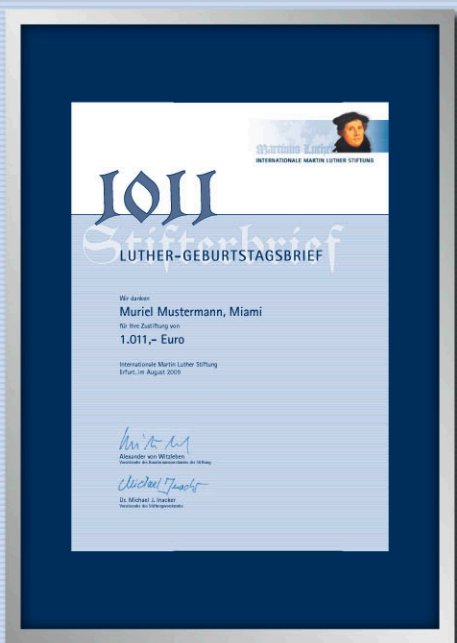 Martinus Luther
INTERNATIONALE MARTIN LUTHER STIFTUNG
1011
Stifterbrief
LUTHER-GEBURTSTAGSBRIEF
Wir danken
Muriel Mustermann, Miami
für Ihre Zustiftung von
1.011,- Euro
Internationale Martin Luther Stiftung
Erfurt, im August 2009
Alexander von Witzleben
Dr. Michael J. Inacker